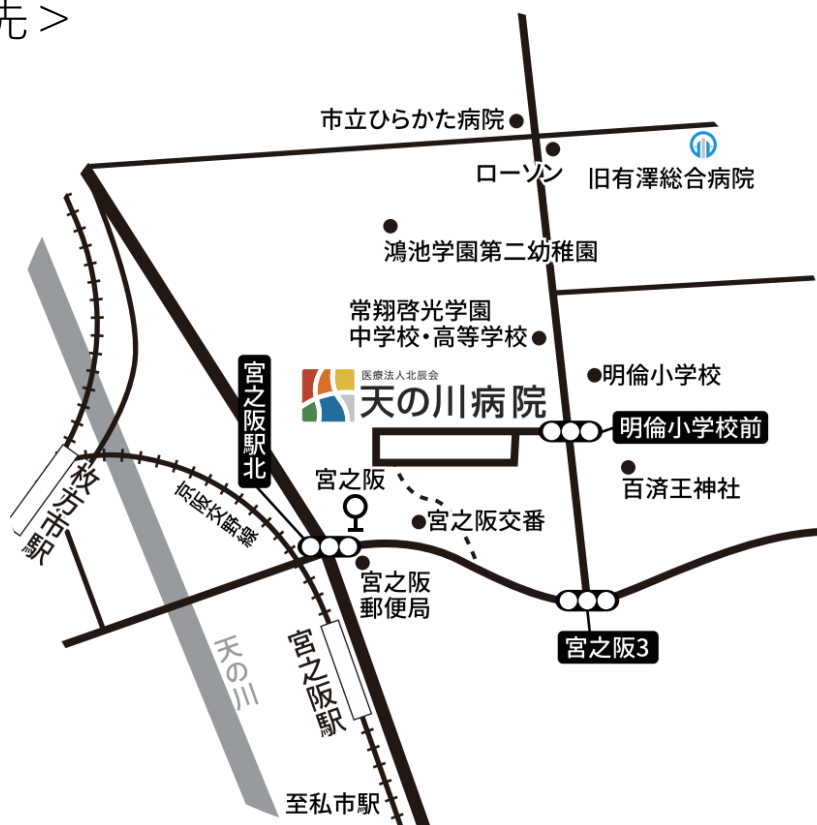 先＞
市立ひらかた病院
ローソン
旧有澤総合病院
鴻池学園第二幼稚園
常翔啓光学園
中学校・高等学校
明倫小学校
医療法人北辰会
天の川病院
宮之阪駅北
明倫小学校前
枚方市駅
京阪交野線
宮之阪
百済王神社
宮之阪交番
宮之阪
郵便局
天の川
宮之阪駅
宮之阪3
至私市駅